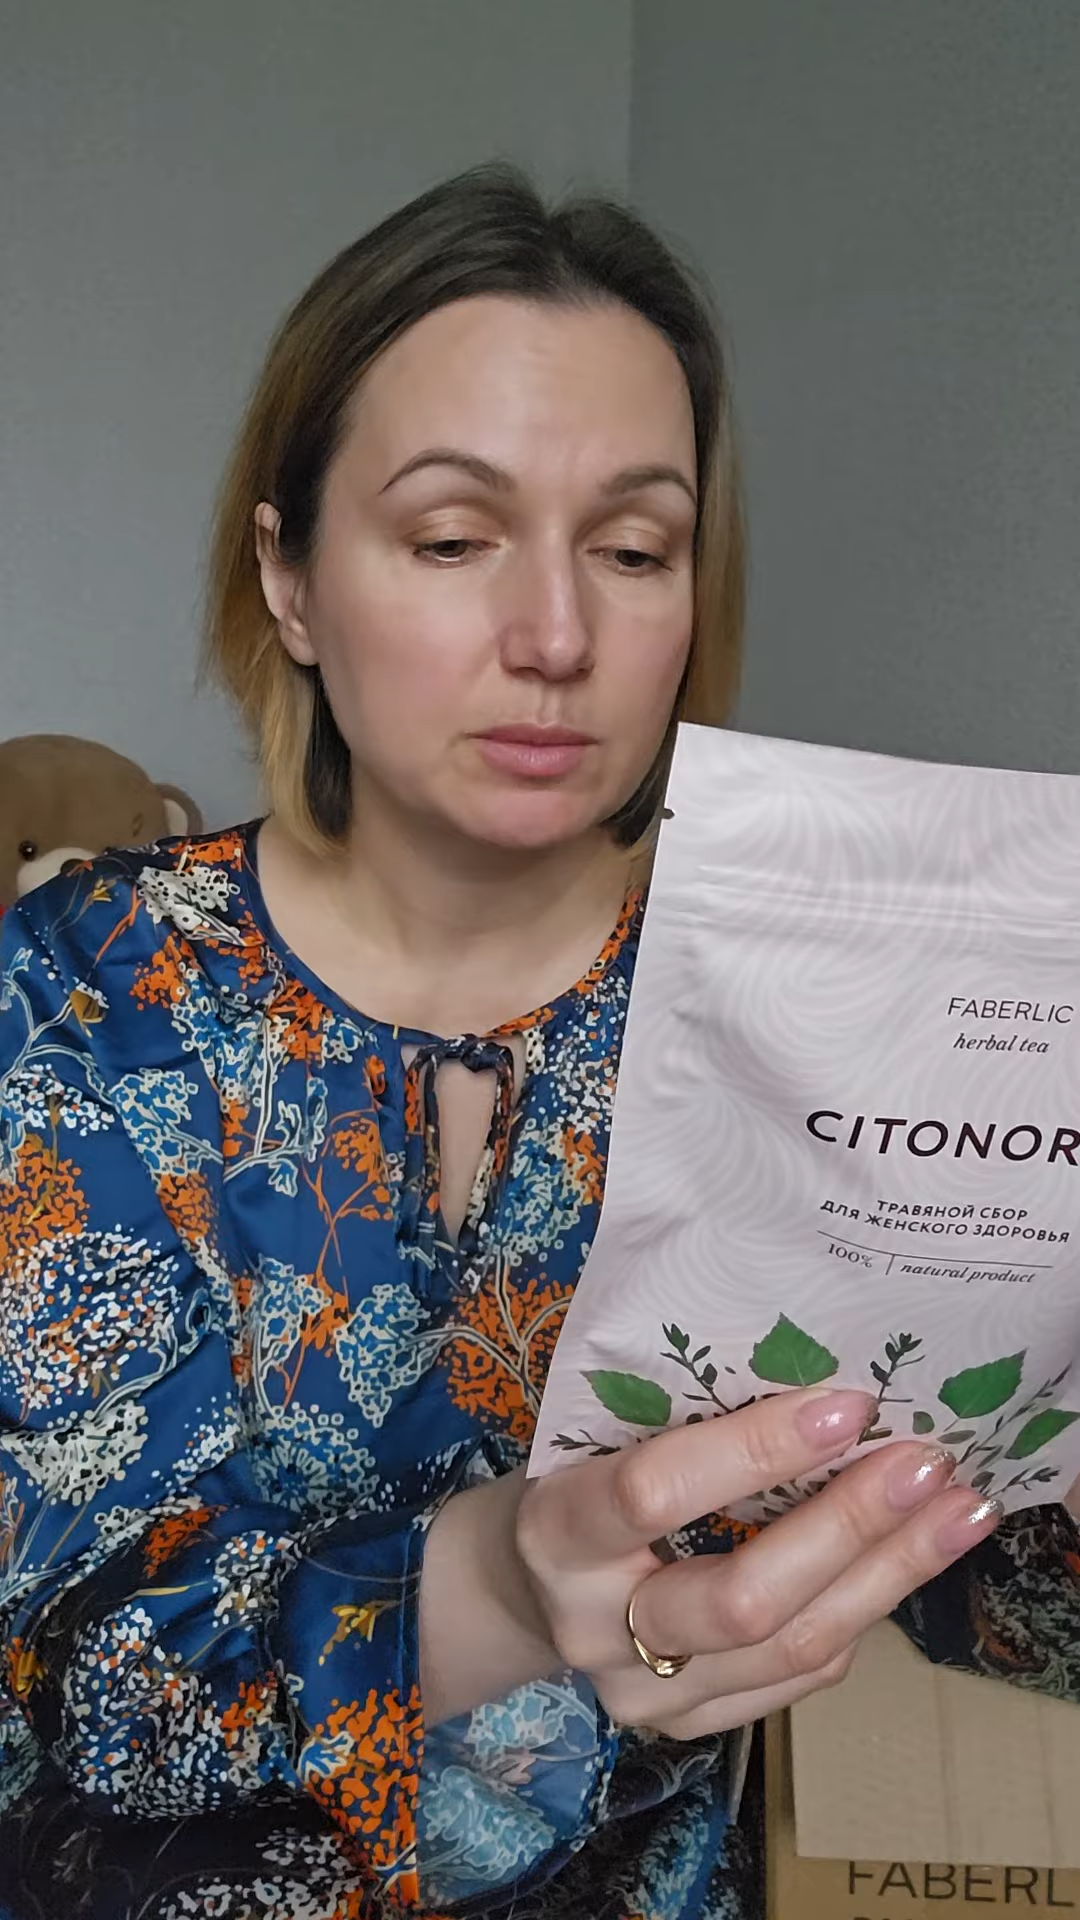 FABERLIC
herbal tea
CITONOR
ТРАВЯНОЙ СБОР
ДЛЯ ЖЕНСКОГО ЗДОРОВЬЯ
100% natural product
FABERL